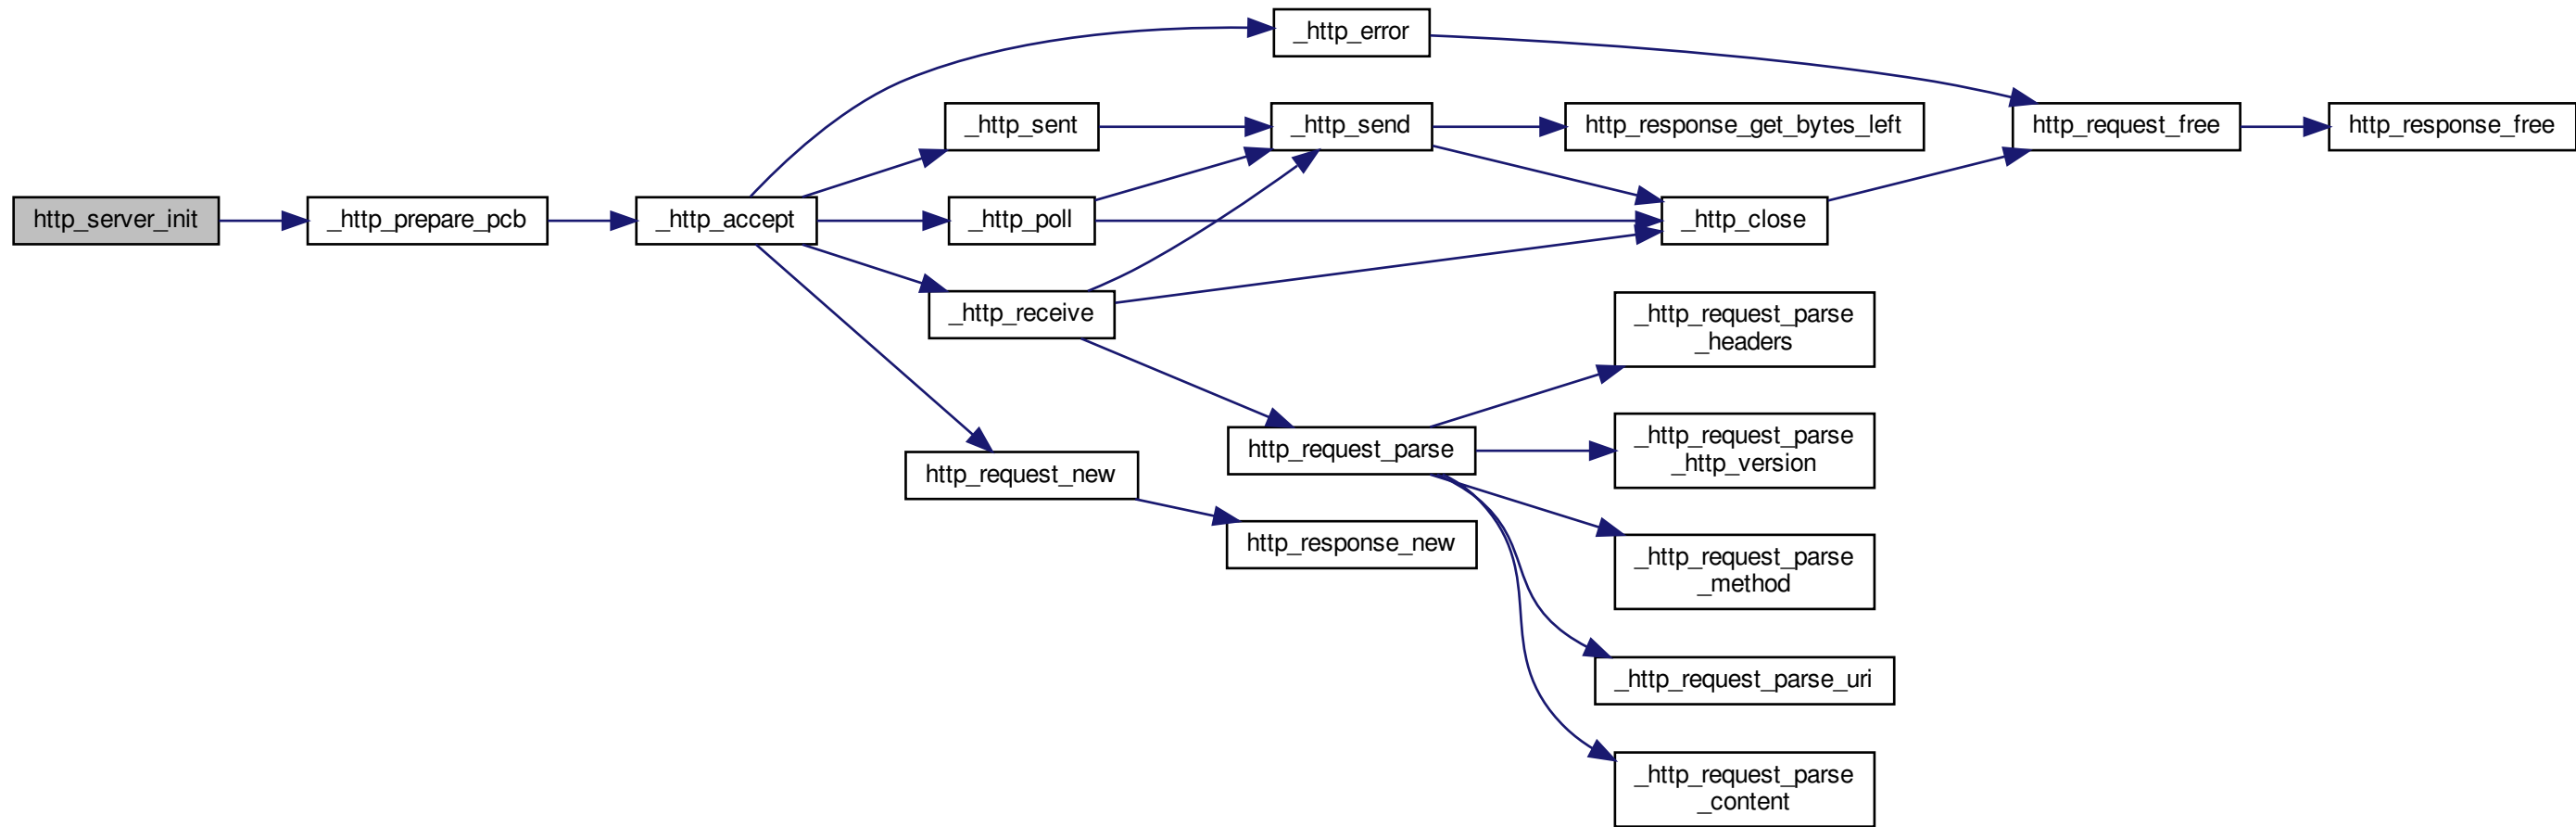 http_server_init
_http_prepare_pcb
_http_accept
_http_error
_http_sent
_http_poll
_http_receive
http_request_new
_http_send
http_request_parse
http_response_new
http_response_get_bytes_left
_http_close
_http_request_parse
_headers
_http_request_parse
_http_version
_http_request_parse
_method
_http_request_parse_uri
_http_request_parse
_content
http_request_free
http_response_free